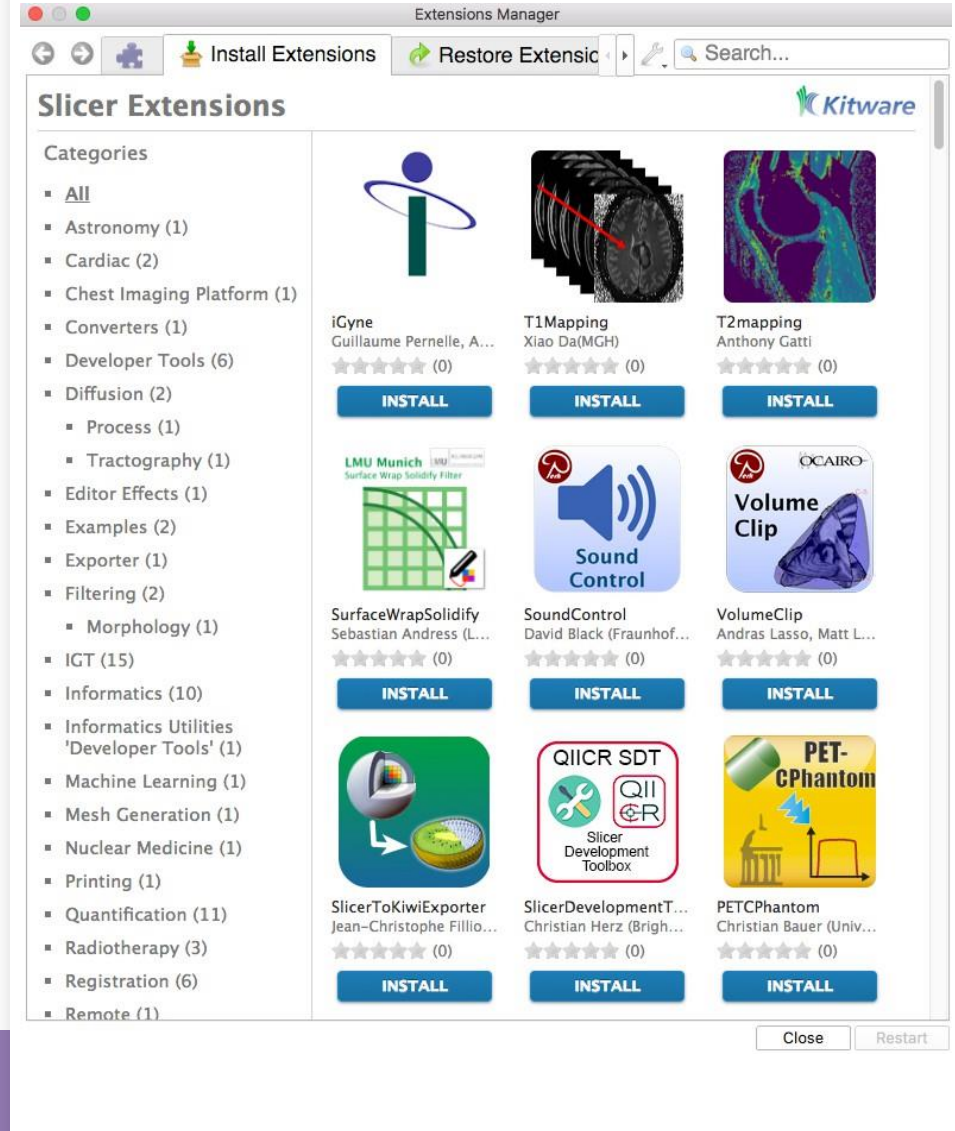 Extensions Manager
Install Extensions
Restore Extensic
Search...
Slicer Extensions
Kitware
Categories
All
Astronomy (1)
Cardiac (2)
Chest Imaging Platform (1)
Converters (1)
Developer Tools (6)
Diffusion (2)
Process (1)
Tractography (1)
Editor Effects (1)
Examples (2)
Exporter (1)
Filtering (2)
Morphology (1)
IGT (15)
Informatics (10)
Informatics Utilities
'Developer Tools' (1)
Machine Learning (1)
Mesh Generation (1)
Nuclear Medicine (1)
Printing (1)
Quantification (11)
Radiotherapy (3)
Registration (6)
Remote (1)
iGyne
Guillaume Pernelle, A...
(0)
INSTALL
T1Mapping
Xiao Da(MGH)
(0)
INSTALL
T2mapping
Anthony Gatti
(0)
INSTALL
LMU Munich
Surface Wrap Solidify Filter
SurfaceWrapSolidify
Sebastian Andress (L...
(0)
INSTALL
Perk
Sound
Control
SoundControl
David Black (Fraunhof...
(0)
INSTALL
Perk
OCAIRO
Volume
Clip
VolumeClip
Andras Lasso, Matt L...
(0)
INSTALL
SlicerToKiwiExporter
Jean-Christophe Fillio...
(0)
INSTALL
QIICR SDT
QII
CR
Slicer
Development
Toolbox
SlicerDevelopmentT...
Christian Herz (Brigh...
(0)
INSTALL
PET-
CPhantom
PETCPhantom
Christian Bauer (Univ...
(0)
INSTALL
Close
Restart